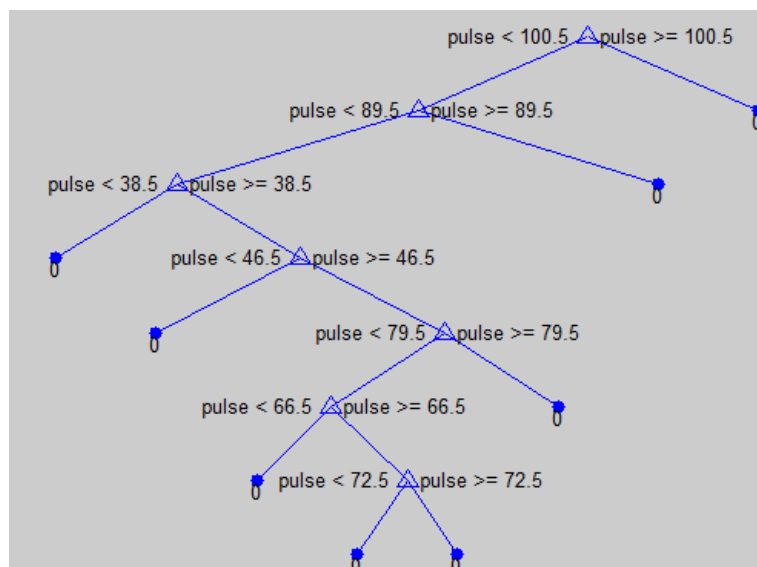 pulse < 100.5 pulse >= 100.5
pulse < 89.5 pulse >= 89.5
0
pulse < 38.5 pulse >= 38.5
0
0
pulse < 46.5 pulse >= 46.5
0
pulse < 79.5 pulse >= 79.5
pulse < 66.5 pulse >= 66.5
0
0
pulse < 72.5 pulse >= 72.5
0
0